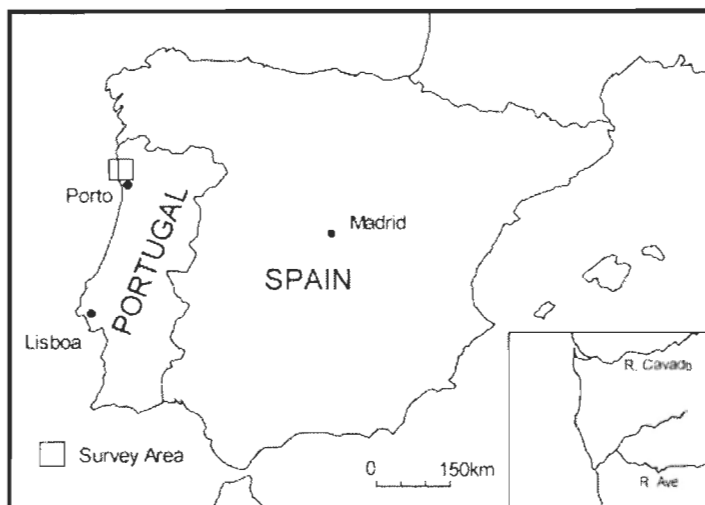 Porto
PORTUGAL
Madrid
SPAIN
Lisboa
R. Cavado
Survey Area
0 150km
R. Ave